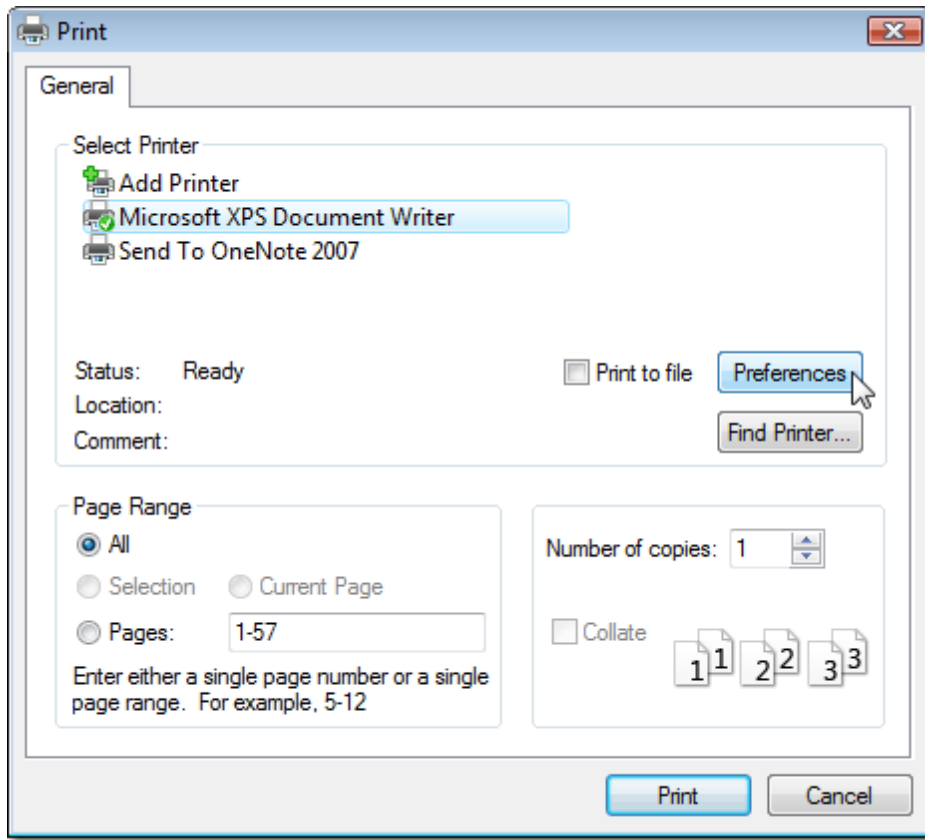 Print
General
Select Printer
Add Printer
Microsoft XPS Document Writer
Send To OneNote 2007
Status: Ready
Print to file
Preferences
Location:
Comment:
Find Printer...
Page Range
All
Selection
Current Page
Pages: 1-57
Enter either a single page number or a single
page range. For example, 5-12
Number of copies: 1
Collate
1 1 2 2 3 3
Print
Cancel